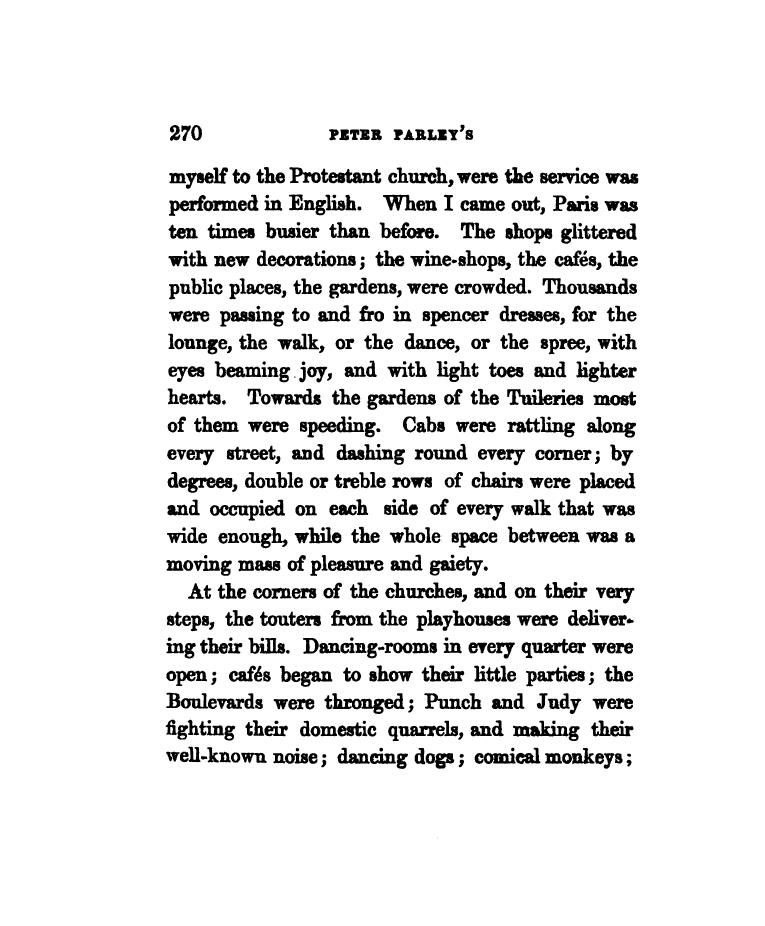 270 PETER PARLEY'S
myself to the Protestant church, were the service was
performed in English. When I came out, Paris was
ten times busier than before. The shops glittered
with new decorations; the wine-shops, the cafés, the
public places, the gardens, were crowded. Thousands
were passing to and fro in spencer dresses, for the
lounge, the walk, or the dance, or the spree, with
eyes beaming joy, and with light toes and lighter
hearts. Towards the gardens of the Tuileries most
of them were speeding. Cabs were rattling along
every street, and dashing round every corner; by
degrees, double or treble rows of chairs were placed
and occupied on each side of every walk that was
wide enough, while the whole space between was a
moving mass of pleasure and gaiety.
At the corners of the churches, and on their very
steps, the touters from the playhouses were deliver-
ing their bills. Dancing-rooms in every quarter were
open; cafés began to show their little parties; the
Boulevards were thronged; Punch and Judy were
fighting their domestic quarrels, and making their
well-known noise; dancing dogs; comical monkeys;